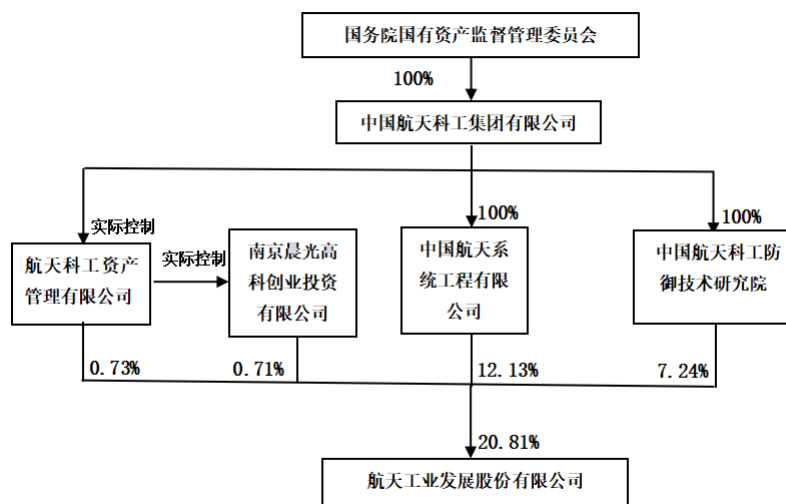 国务院国有资产监督管理委员会
100%
中国航天科工集团有限公司
实际控制
100%
100%
航天科工资产
管理有限公司
实际控制
南京晨光高
科创业投资
有限公司
中国航天系
统工程有限
公司
中国航天科工防
御技术研究院
0.73%
0.71%
12.13%
7.24%
20.81%
航天工业发展股份有限公司